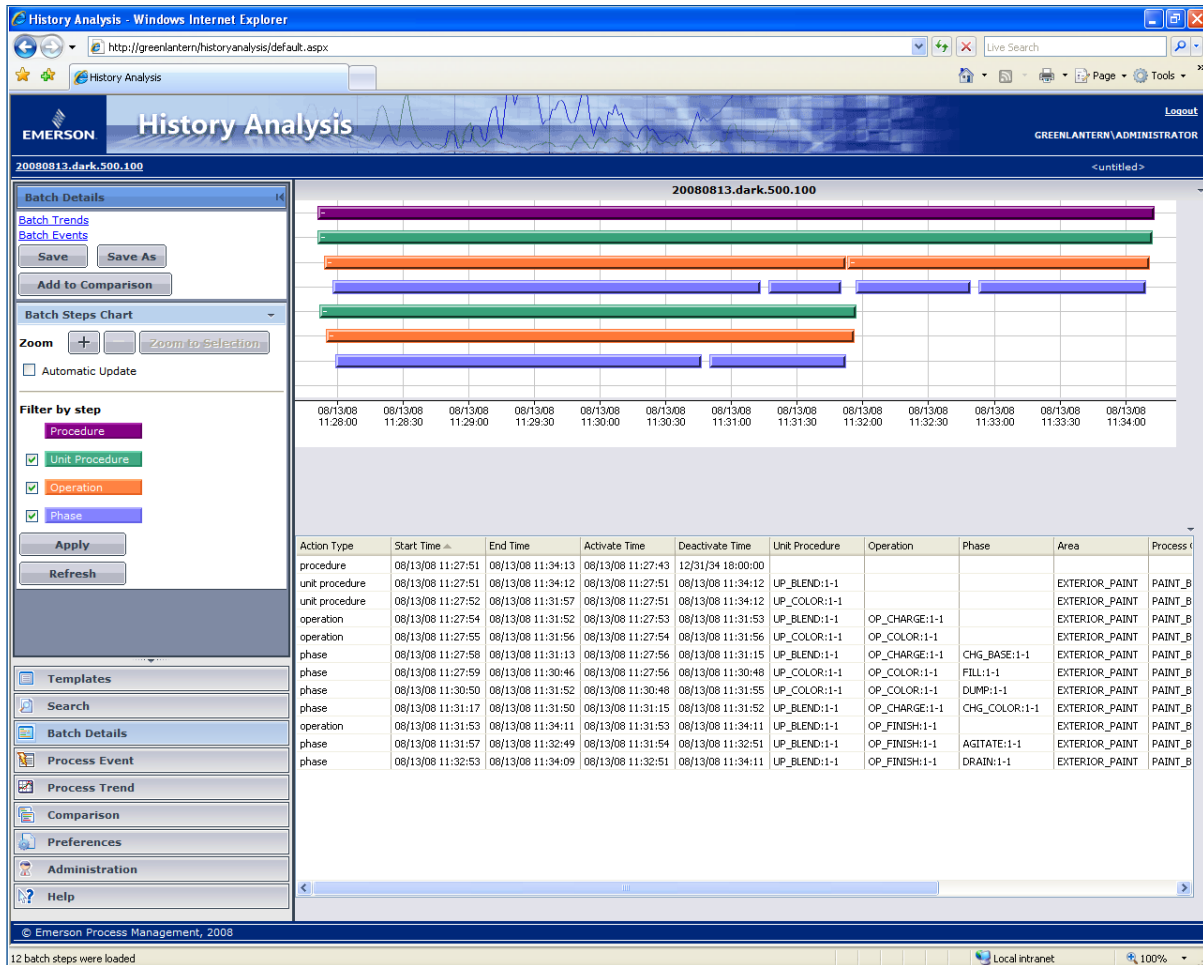 History Analysis - Windows Internet Explorer
http://greenlantern/historyanalysis/default.aspx
Live Search
History Analysis
Page
Tools
EMERSON
History Analysis
Logout
GREENLANTERN\ADMINISTRATOR
20080813.dark.500.100
<untitled>
Batch Details
Batch Trends
Batch Events
Save Save As
Add to Comparison
Batch Steps Chart
Zoom + Zoom to Selection
Automatic Update
Filter by step
Procedure
Unit Procedure
Operation
Phase
Apply
Refresh
Templates
Search
Batch Details
Process Event
Process Trend
Comparison
Preferences
Administration
Help
20080813.dark.500.100
08/13/08 08/13/08 08/13/08 08/13/08 08/13/08 08/13/08 08/13/08 08/13/08 08/13/08 08/13/08 08/13/08 08/13/08 08/13/08
11:28:00 11:28:30 11:29:00 11:29:30 11:30:00 11:30:30 11:31:00 11:31:30 11:32:00 11:32:30 11:33:00 11:33:30 11:34:00
Action Type Start Time End Time Activate Time Deactivate Time Unit Procedure Operation Phase Area Process
procedure 08/13/08 11:27:51 08/13/08 11:34:13 08/13/08 11:27:43 12/31/34 18:00:00
unit procedure 08/13/08 11:27:51 08/13/08 11:34:12 08/13/08 11:27:51 08/13/08 11:34:12 UP_BLEND:1-1 EXTERIOR_PAINT PAINT_B
unit procedure 08/13/08 11:27:52 08/13/08 11:31:57 08/13/08 11:27:51 08/13/08 11:34:12 UP_COLOR:1-1 EXTERIOR_PAINT PAINT_B
operation 08/13/08 11:27:54 08/13/08 11:31:52 08/13/08 11:27:53 08/13/08 11:31:53 UP_BLEND:1-1 OP_CHARGE:1-1 EXTERIOR_PAINT PAINT_B
operation 08/13/08 11:27:55 08/13/08 11:31:56 08/13/08 11:27:54 08/13/08 11:31:56 UP_COLOR:1-1 OP_COLOR:1-1 EXTERIOR_PAINT PAINT_B
phase 08/13/08 11:27:58 08/13/08 11:31:13 08/13/08 11:27:56 08/13/08 11:31:15 UP_BLEND:1-1 OP_CHARGE:1-1 CHG_BASE:1-1 EXTERIOR_PAINT PAINT_B
phase 08/13/08 11:27:59 08/13/08 11:30:46 08/13/08 11:27:56 08/13/08 11:30:48 UP_COLOR:1-1 OP_COLOR:1-1 FILL:1-1 EXTERIOR_PAINT PAINT_B
phase 08/13/08 11:30:50 08/13/08 11:31:52 08/13/08 11:30:48 08/13/08 11:31:55 UP_COLOR:1-1 OP_COLOR:1-1 DUMP:1-1 EXTERIOR_PAINT PAINT_B
phase 08/13/08 11:31:17 08/13/08 11:31:50 08/13/08 11:31:15 08/13/08 11:31:52 UP_BLEND:1-1 OP_CHARGE:1-1 CHG_COLOR:1-1 EXTERIOR_PAINT PAINT_B
operation 08/13/08 11:31:53 08/13/08 11:34:11 08/13/08 11:31:53 08/13/08 11:34:11 UP_BLEND:1-1 OP_FINISH:1-1 EXTERIOR_PAINT PAINT_B
phase 08/13/08 11:31:57 08/13/08 11:32:49 08/13/08 11:31:54 08/13/08 11:32:51 UP_BLEND:1-1 OP_FINISH:1-1 AGITATE:1-1 EXTERIOR_PAINT PAINT_B
phase 08/13/08 11:32:53 08/13/08 11:34:09 08/13/08 11:32:51 08/13/08 11:34:11 UP_BLEND:1-1 OP_FINISH:1-1 DRAIN:1-1 EXTERIOR_PAINT PAINT_B
© Emerson Process Management, 2008
12 batch steps were loaded
Local intranet
100%